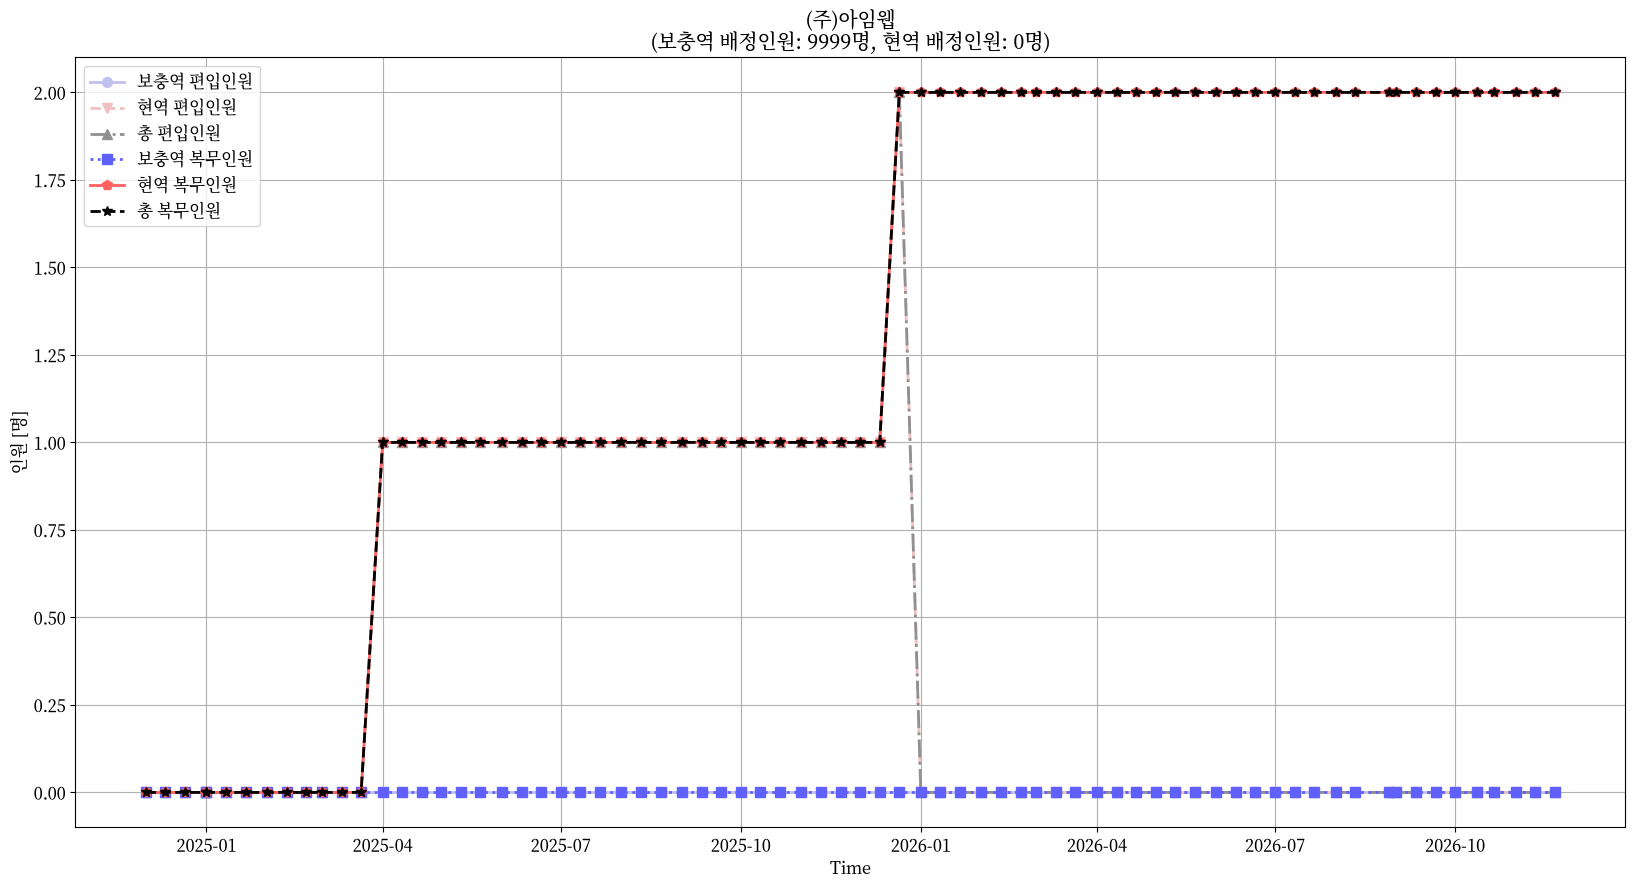 (주)아임웹
(보충역 배정인원: 9999명, 현역 배정인원: 0명)
보충역 편입인원
현역 편입인원
총 편입인원
보충역 복무인원
현역 복무인원
총 복무인원
인원 [명]
2.00
1.75
1.50
1.25
1.00
0.75
0.50
0.25
0.00
2025-01 2025-04 2025-07 2025-10 2026-01 2026-04 2026-07 2026-10
Time